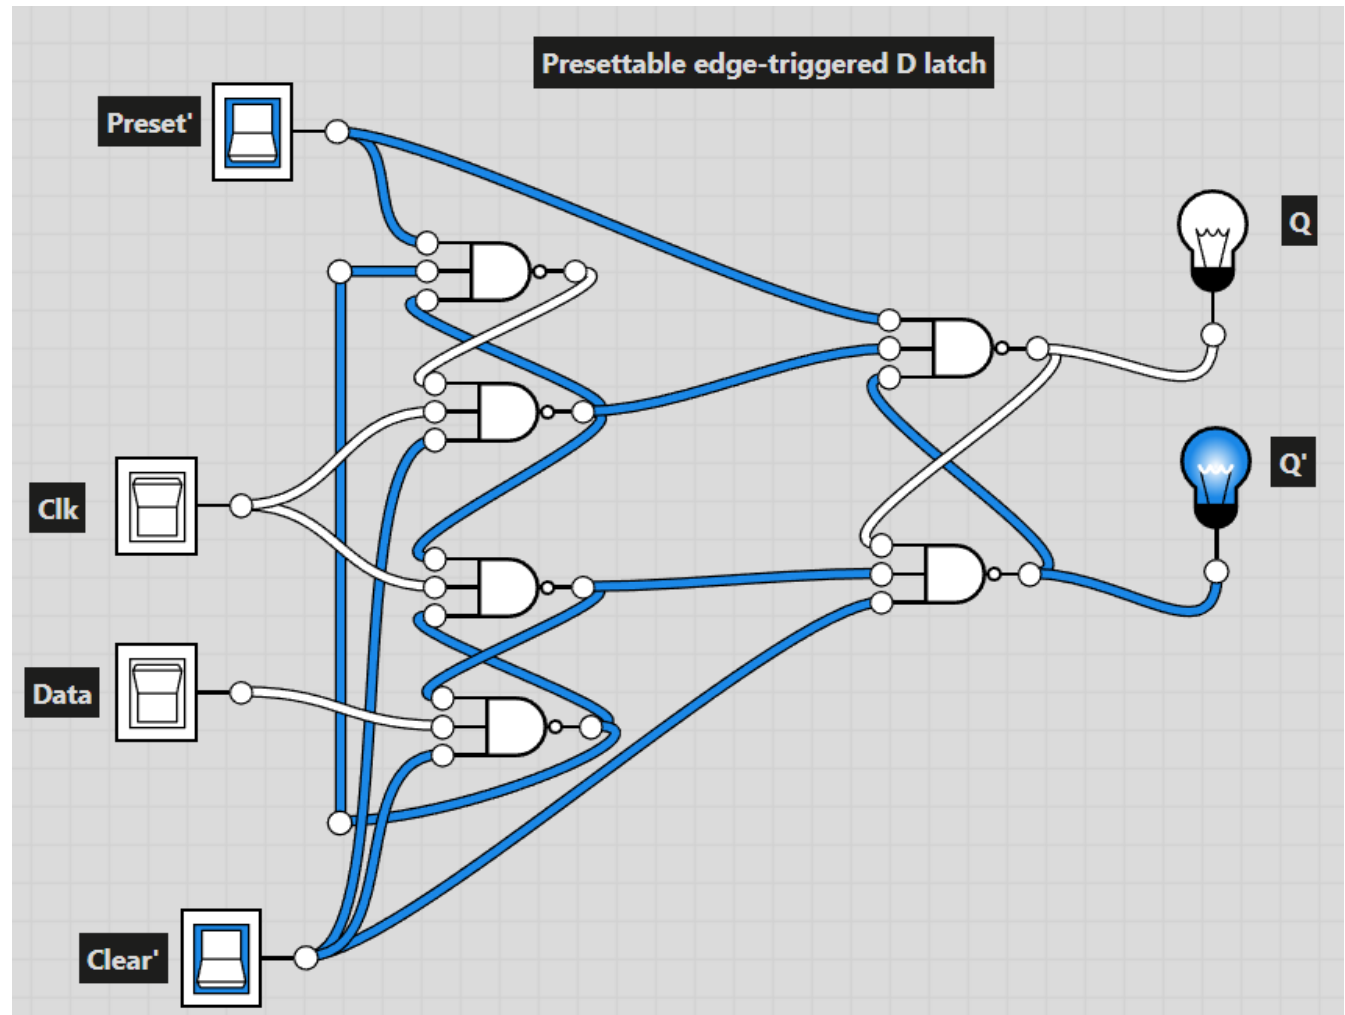 Presettable edge-triggered D latch
Preset'
Q
Q'
Clk
Data
Clear'